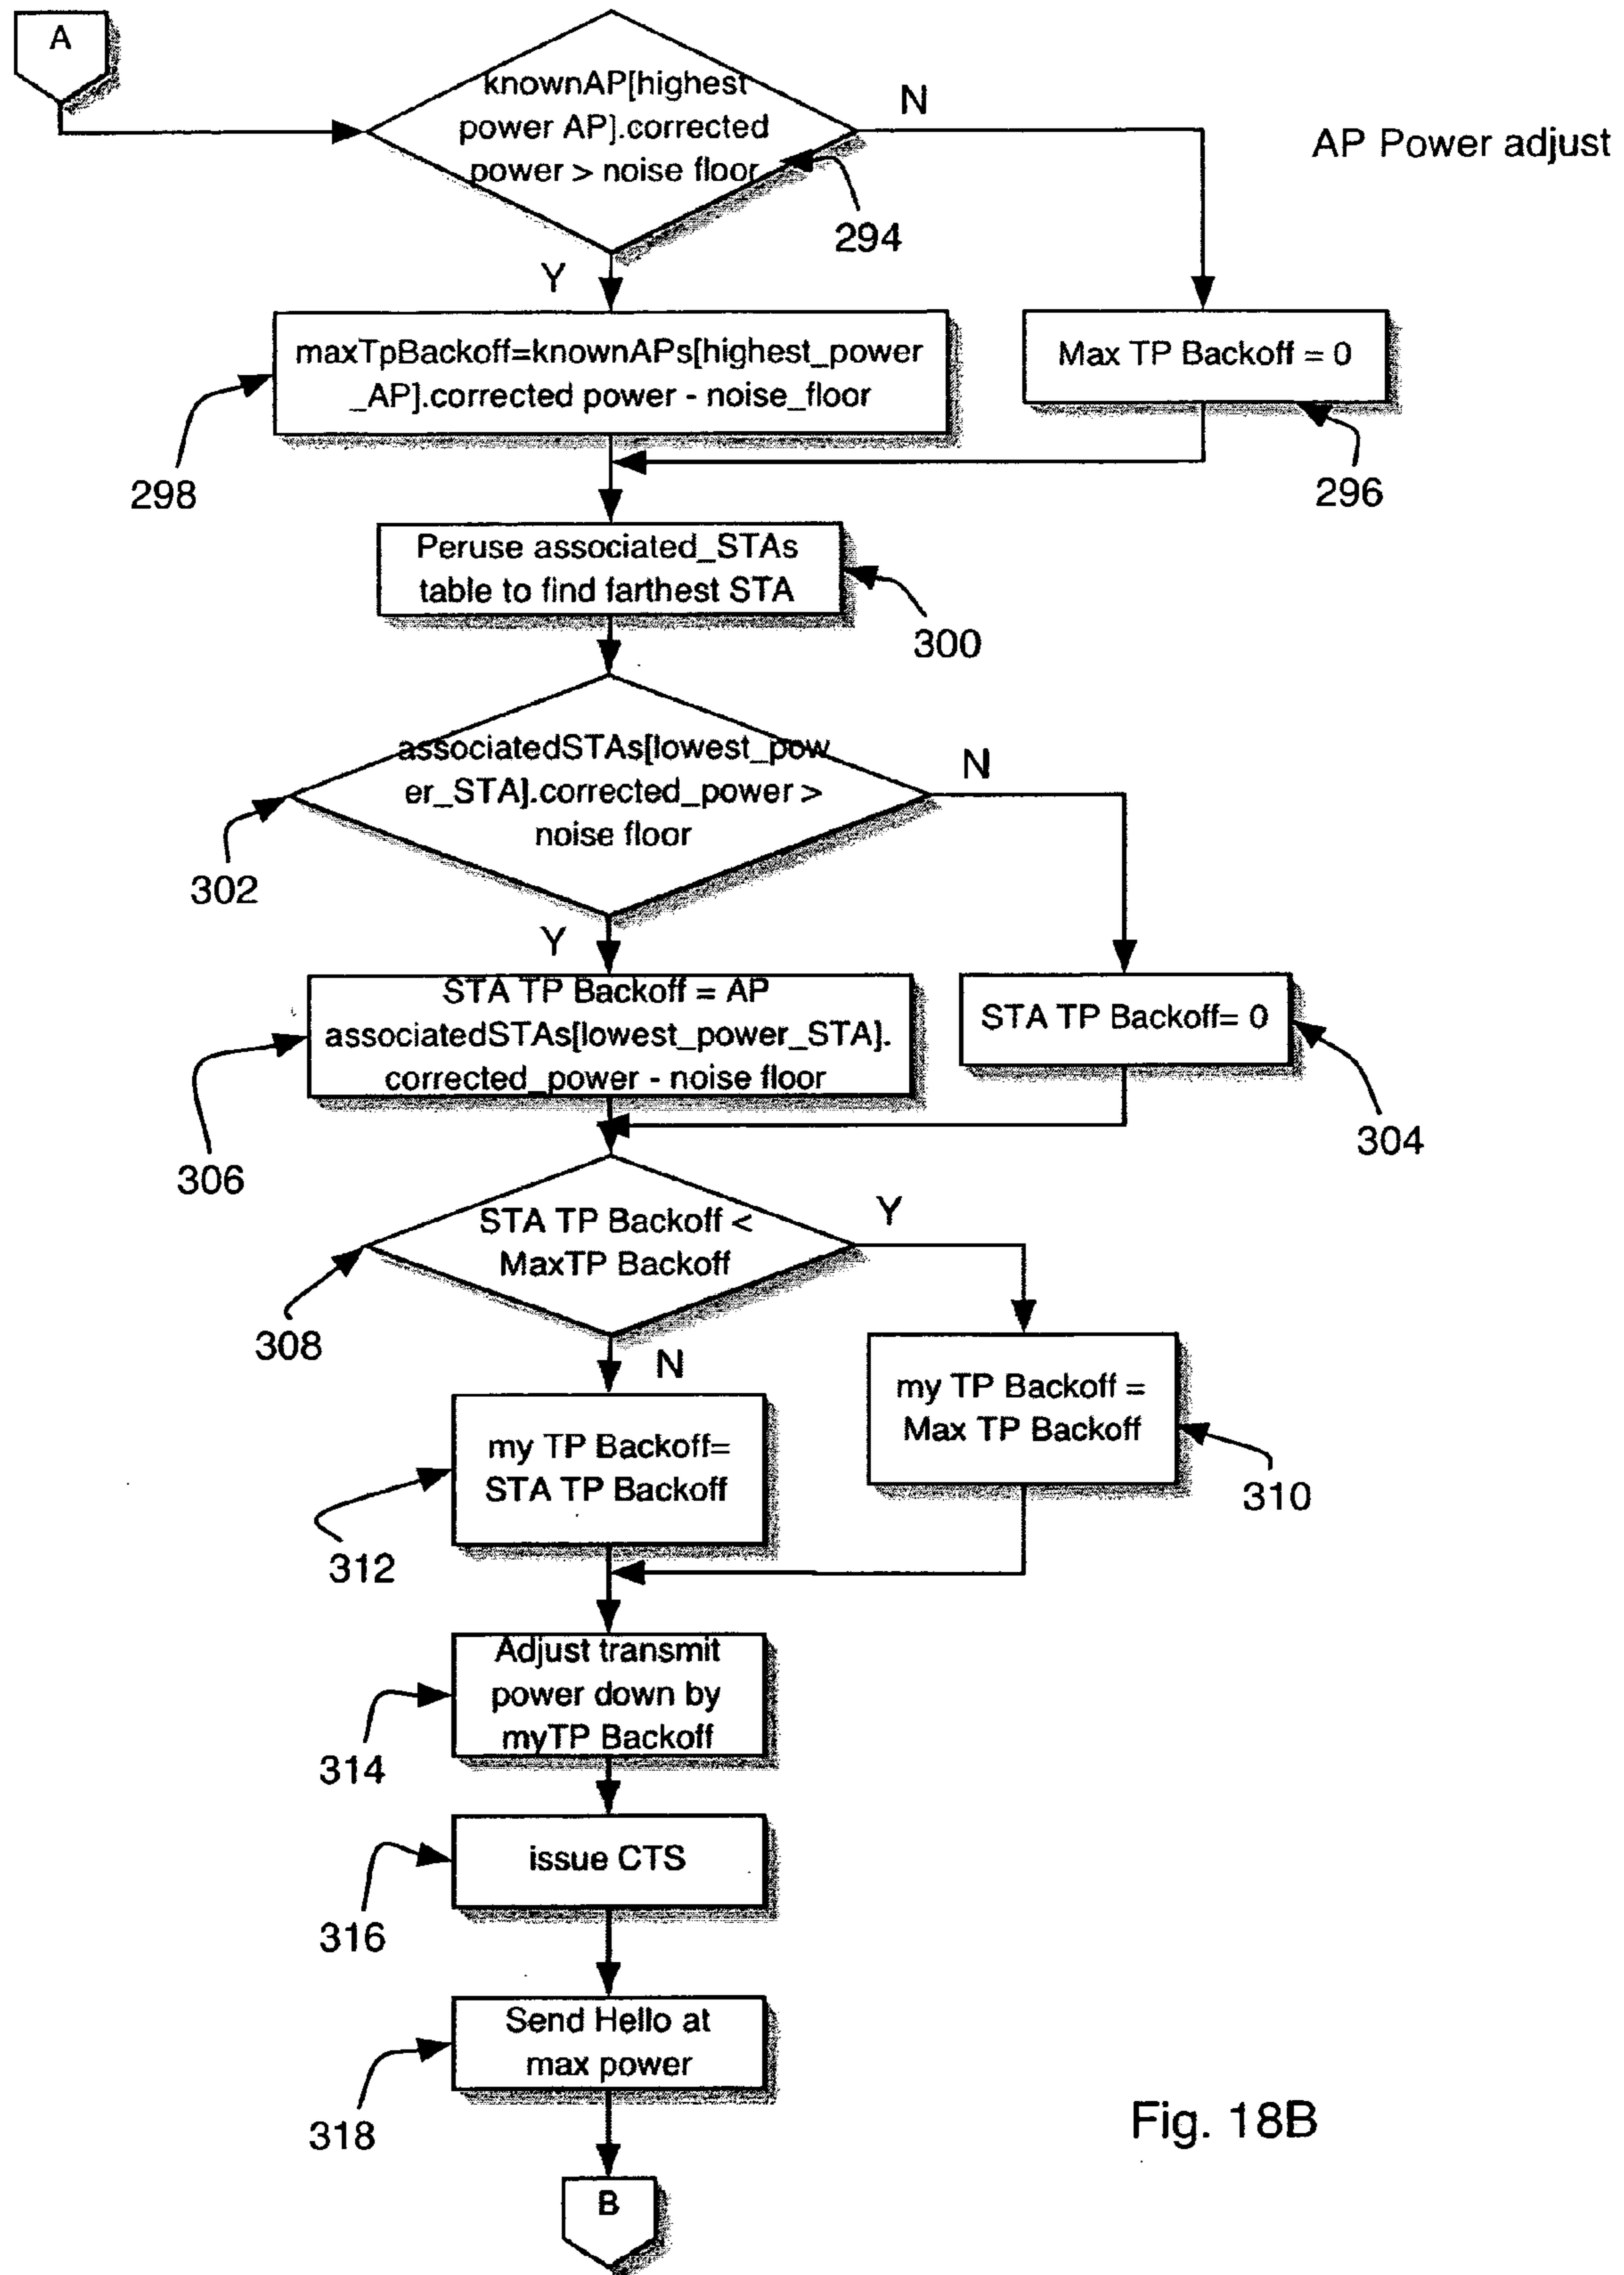 A
knownAP[highest
power AP].corrected
power > noise floor
N
AP Power adjust
294
Y
maxTpBackoff=knownAPs[highest_power
_AP].corrected power - noise_floor
Max TP Backoff = 0
298
296
Peruse associated_STAs
table to find farthest STA
300
associatedSTAs[lowest_pow
er_STA].corrected_power >
noise floor
N
302
Y
STA TP Backoff = AP
associatedSTAs[lowest_power_STA].
corrected_power - noise floor
STA TP Backoff= 0
306
304
STA TP Backoff <
MaxTP Backoff
Y
308
N
my TP Backoff =
Max TP Backoff
my TP Backoff=
STA TP Backoff
310
312
Adjust transmit
power down by
myTP Backoff
314
issue CTS
316
Send Hello at
max power
318
Fig. 18B
B